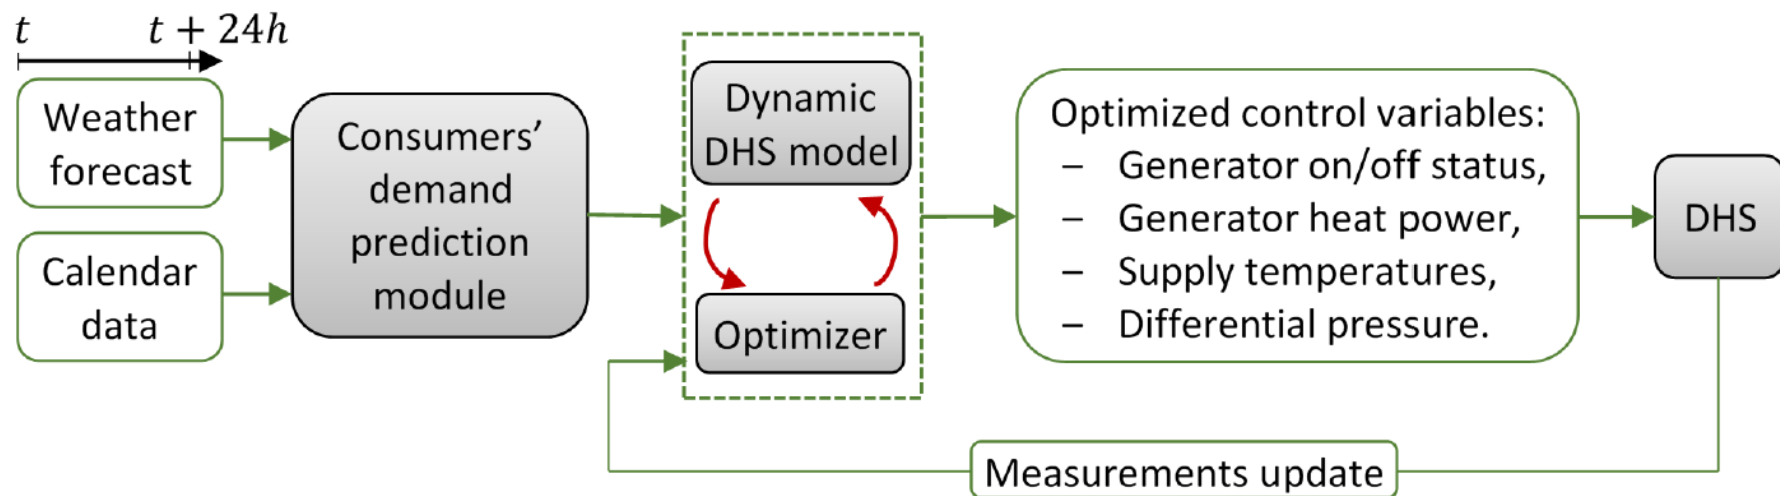 t
t + 24h
Weather
forecast
Calendar
data
Consumers’
demand
prediction
module
Dynamic
DHS model
Optimizer
Optimized control variables:
– Generator on/off status,
– Generator heat power,
– Supply temperatures,
– Differential pressure.
DHS
Measurements update